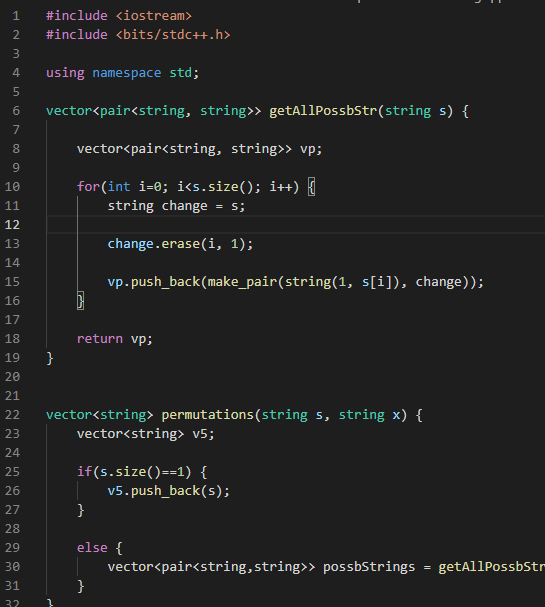 1 #include <iostream>
2 #include <bits/stdc++.h>
3
4 using namespace std;
5
6 vector<pair<string, string>> getAllPossbStr(string s) {
7
8 vector<pair<string, string>> vp;
9
10 for(int i=0; i<s.size(); i++) {
11 string change = s;
12
13 change.erase(i, 1);
14
15 vp.push_back(make_pair(string(1, s[i]), change));
16 }
17
18 return vp;
19 }
20
21
22 vector<string> permutations(string s, string x) {
23 vector<string> v5;
24
25 if(s.size()==1) {
26 v5.push_back(s);
27 }
28
29 else {
30 vector<pair<string,string>> possbStrings = getAllPossbStr
31 }
32 }